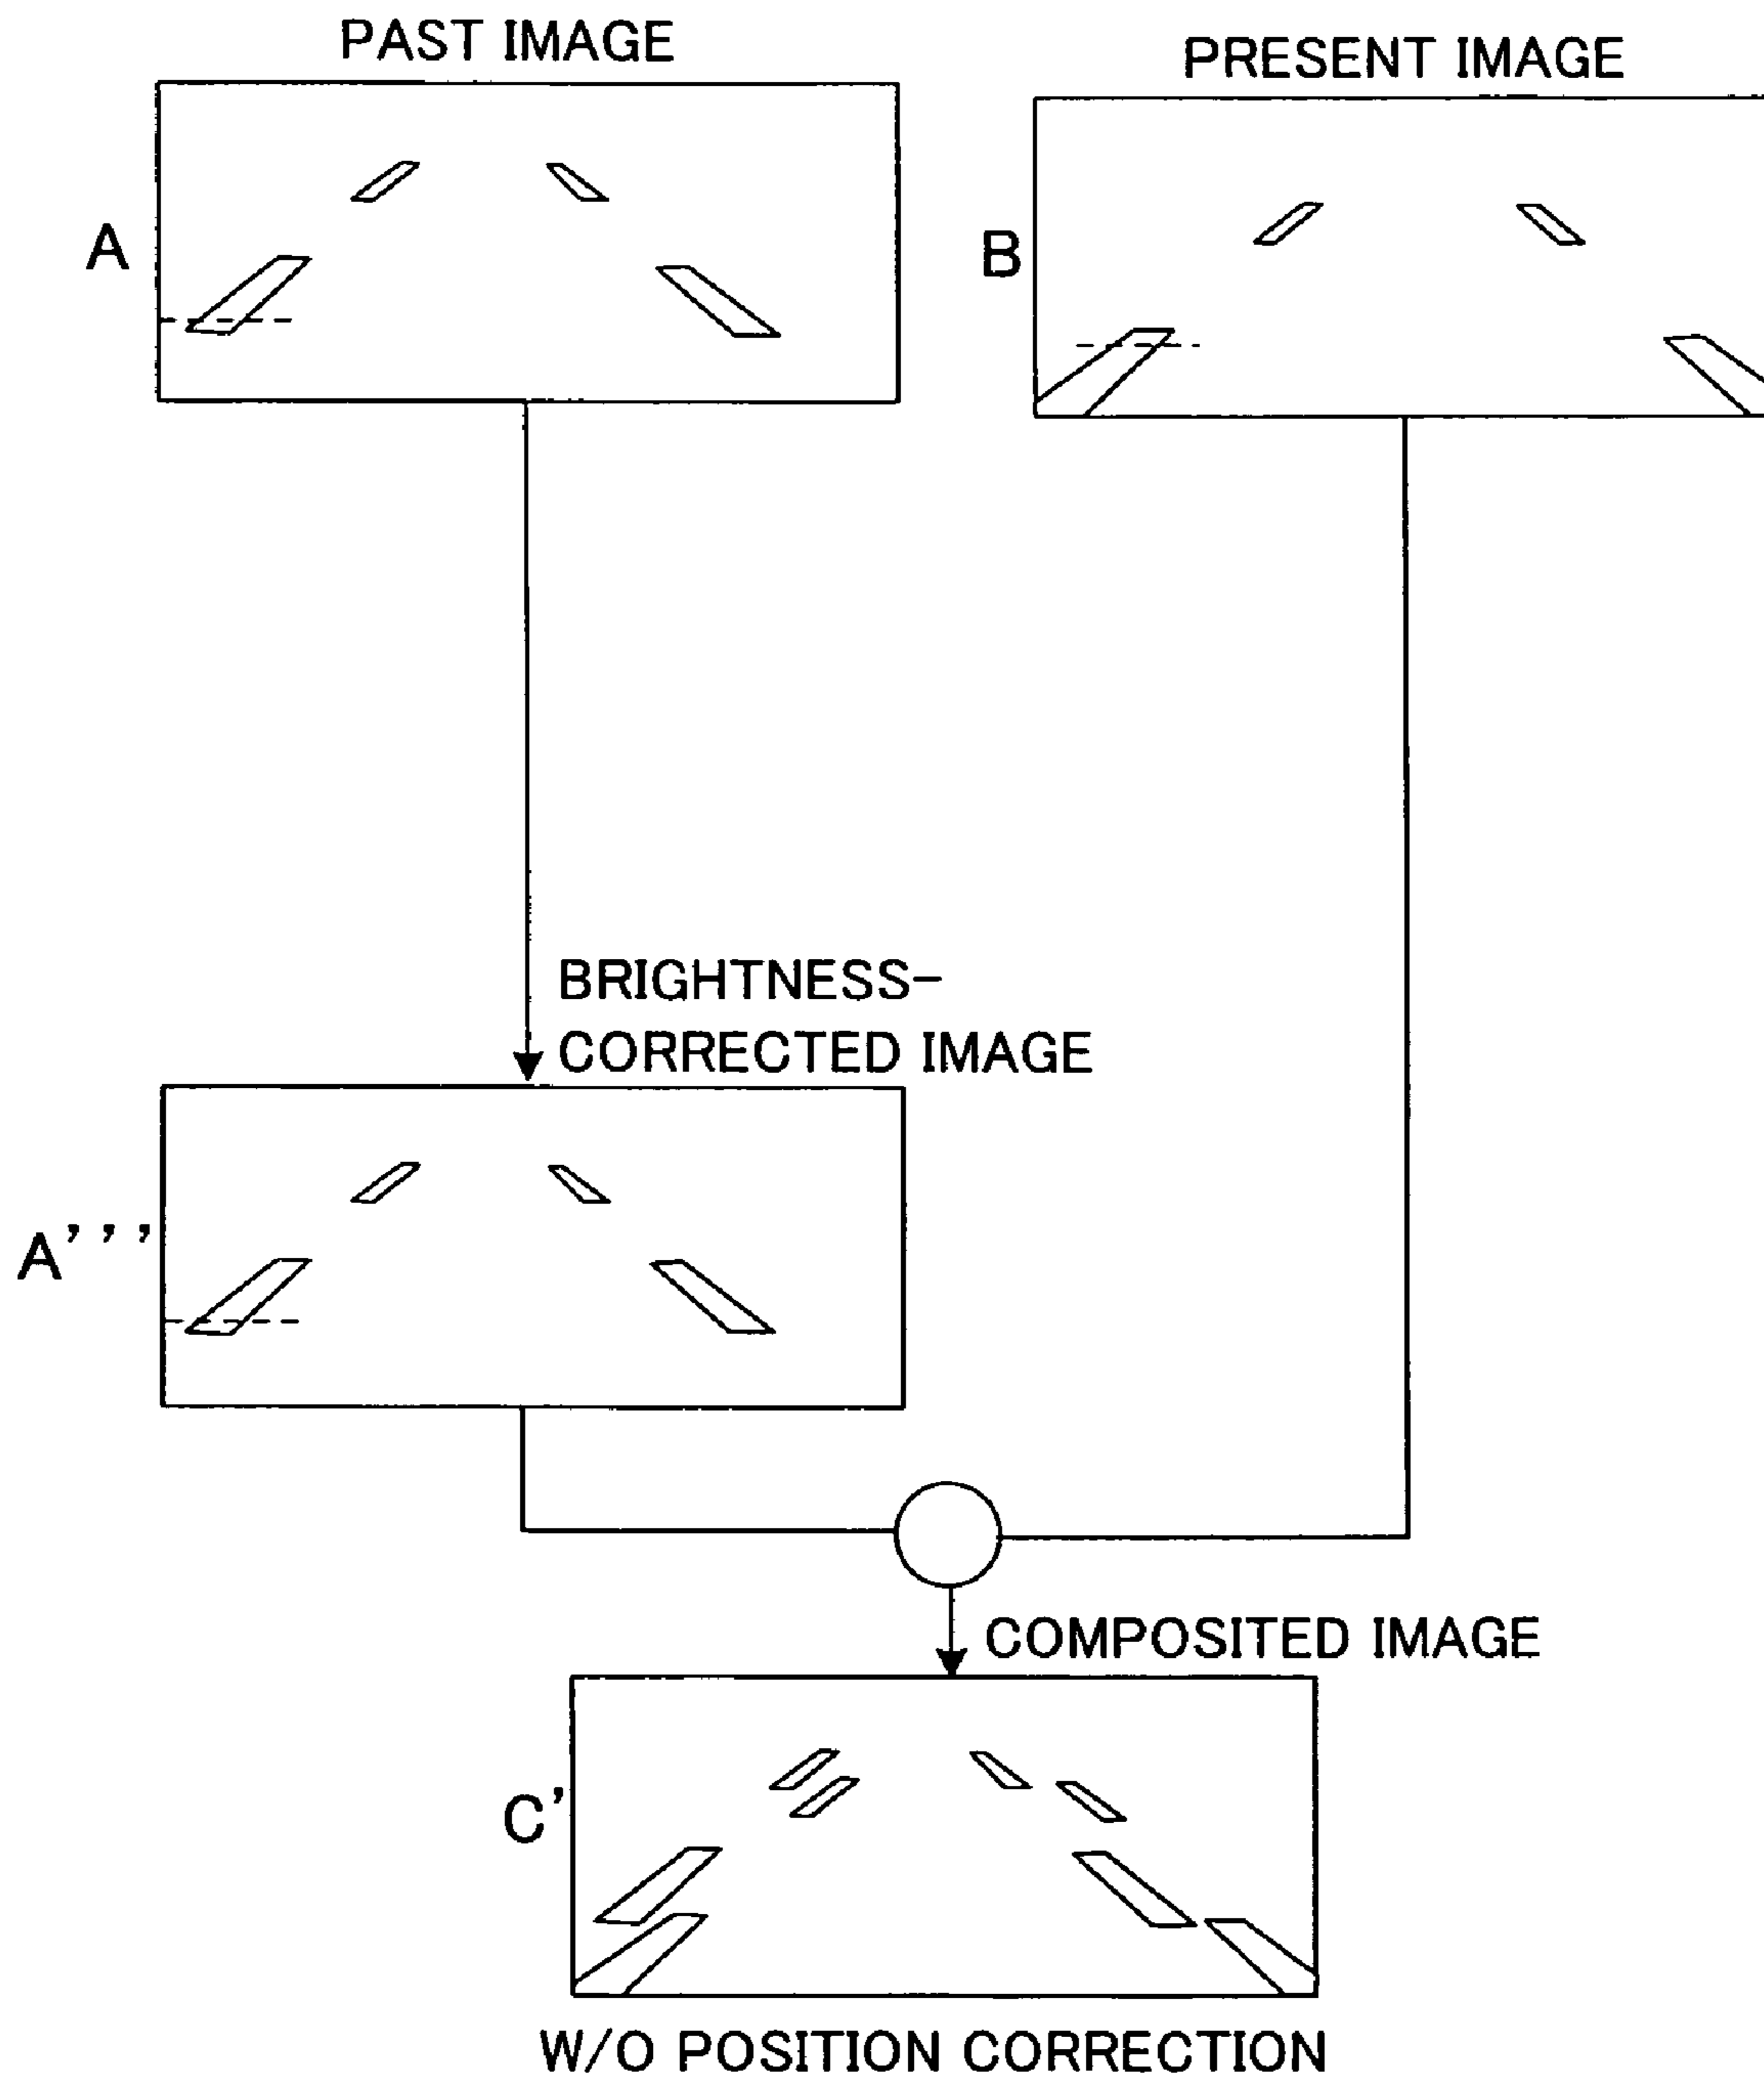 PAST IMAGE
PRESENT IMAGE
A
B
BRIGHTNESS-
CORRECTED IMAGE
A’’’
COMPOSITED IMAGE
C’
W/O POSITION CORRECTION